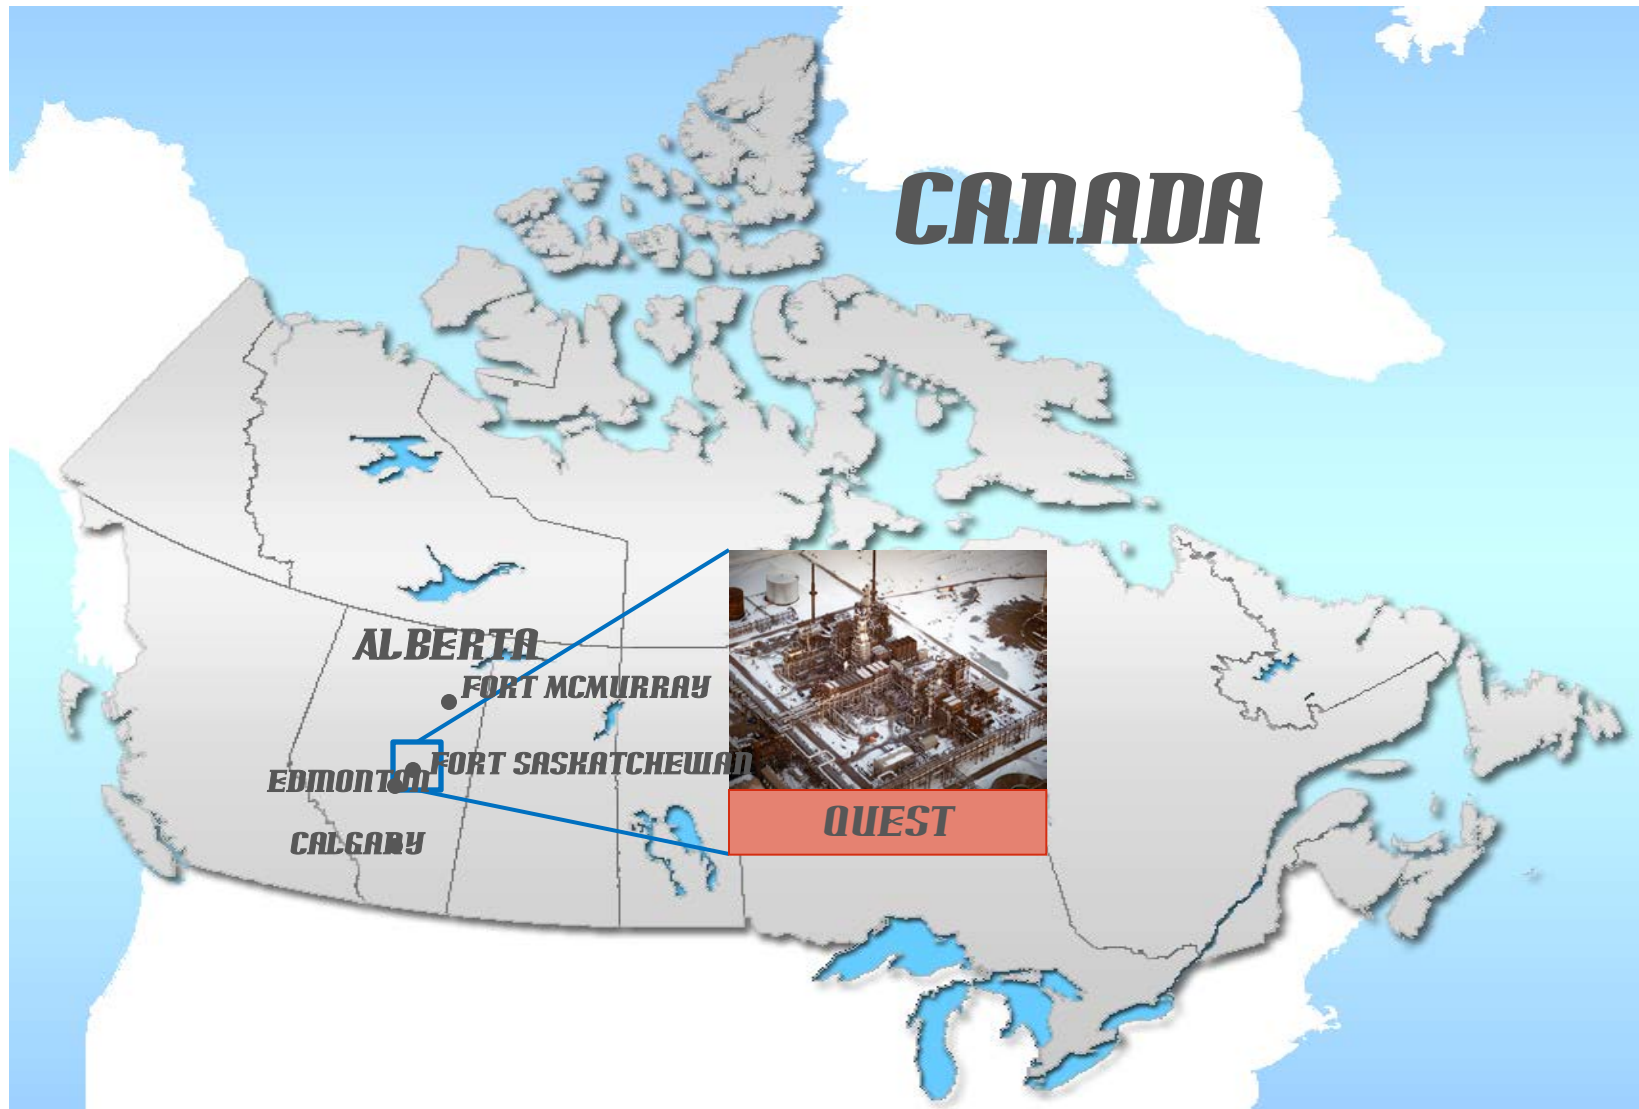 CANADA
ALBERTA
FORT MCMURRAY
FORT SASKATCHEWAN
EDMONTON
QUEST
CALGARY